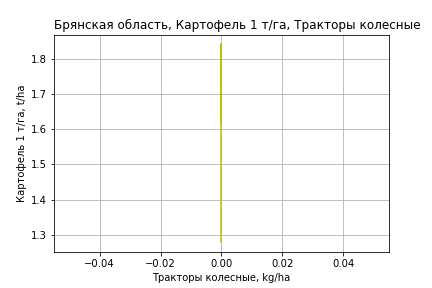 Брянская область, Картофель 1 т/га, Тракторы колесные
1.8
1.7
1.6
1.5
1.4
1.3
Картофель 1 т/га, t/ha
−0.04 −0.02 0.00 0.02 0.04
Тракторы колесные, kg/ha